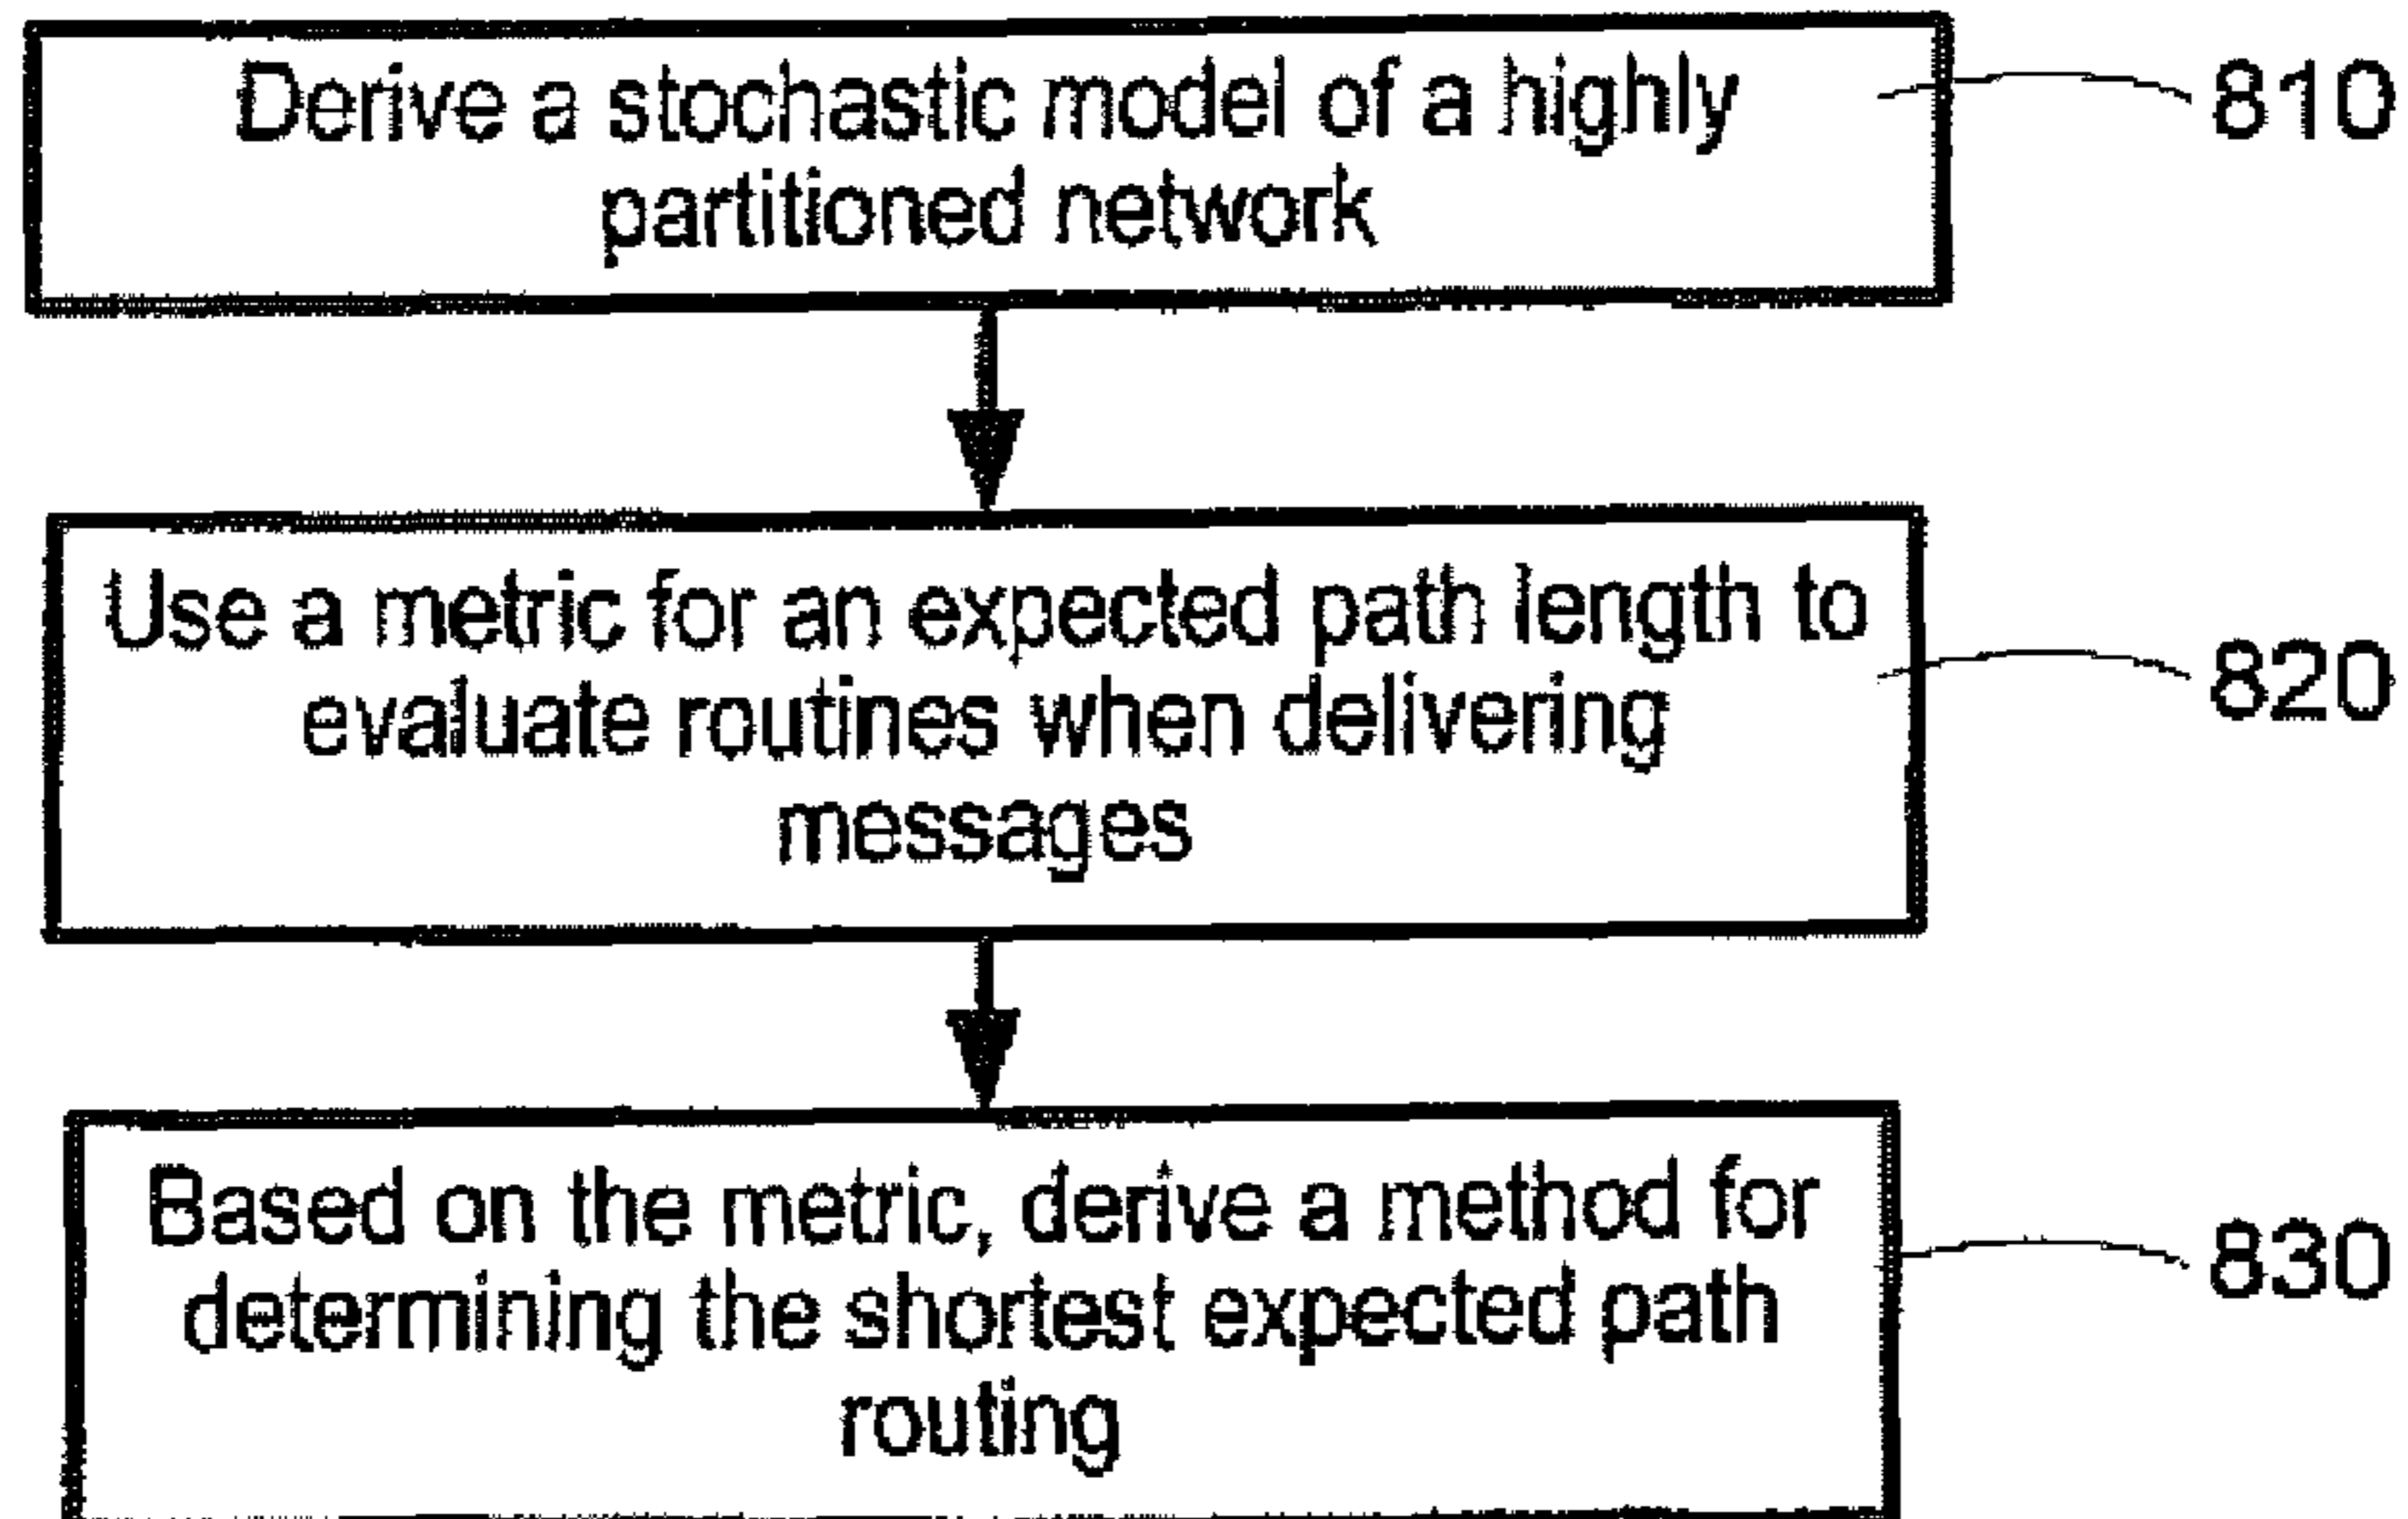 Derive a stochastic model of a highly
partitioned network
810
Use a metric for an expected path length to
evaluate routines when delivering
messages
820
Based on the metric, derive a method for
determining the shortest expected path
routing
830